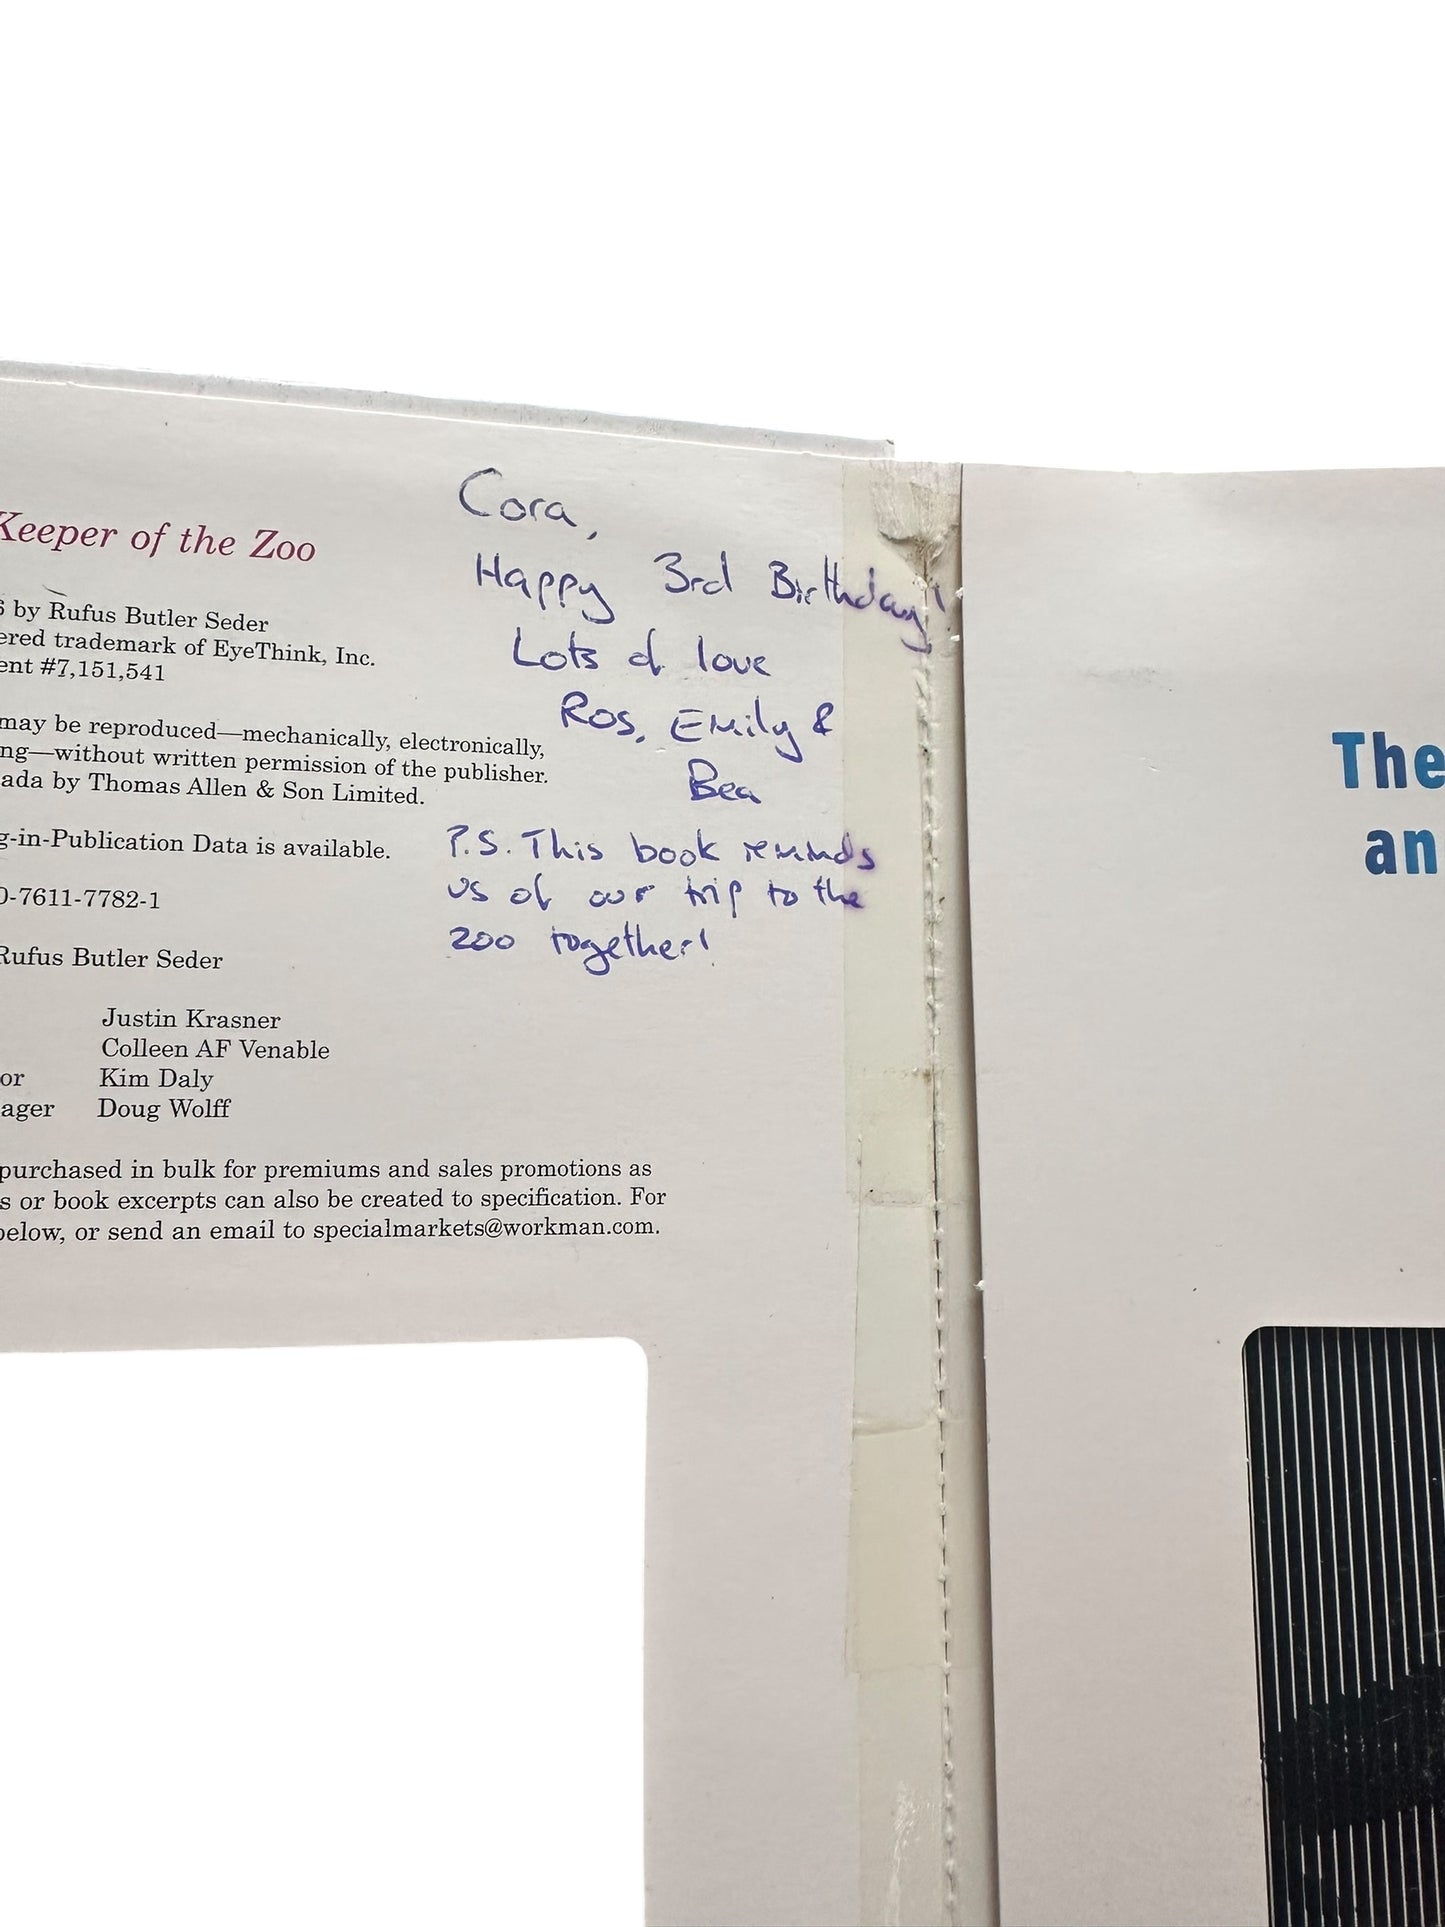 Keeper of the Zoo
by Rufus Butler Seder
ered trademark of EyeThink, Inc.
ent #7,151,541
may be reproduced—mechanically, electronically,
ng—without written permission of the publisher.
ada by Thomas Allen & Son Limited.
g-in-Publication Data is available.
0-7611-7782-1
Rufus Butler Seder
Justin Krasner
Colleen AF Venable
or Kim Daly
ager Doug Wolff
purchased in bulk for premiums and sales promotions as
s or book excerpts can also be created to specification. For
below, or send an email to specialmarkets@workman.com.
Cora,
Happy 3rd Birthday!
Lots of love
Ros, Emily &
Bea
P.S. This book reminds
us of our trip to the
zoo together!
The
an